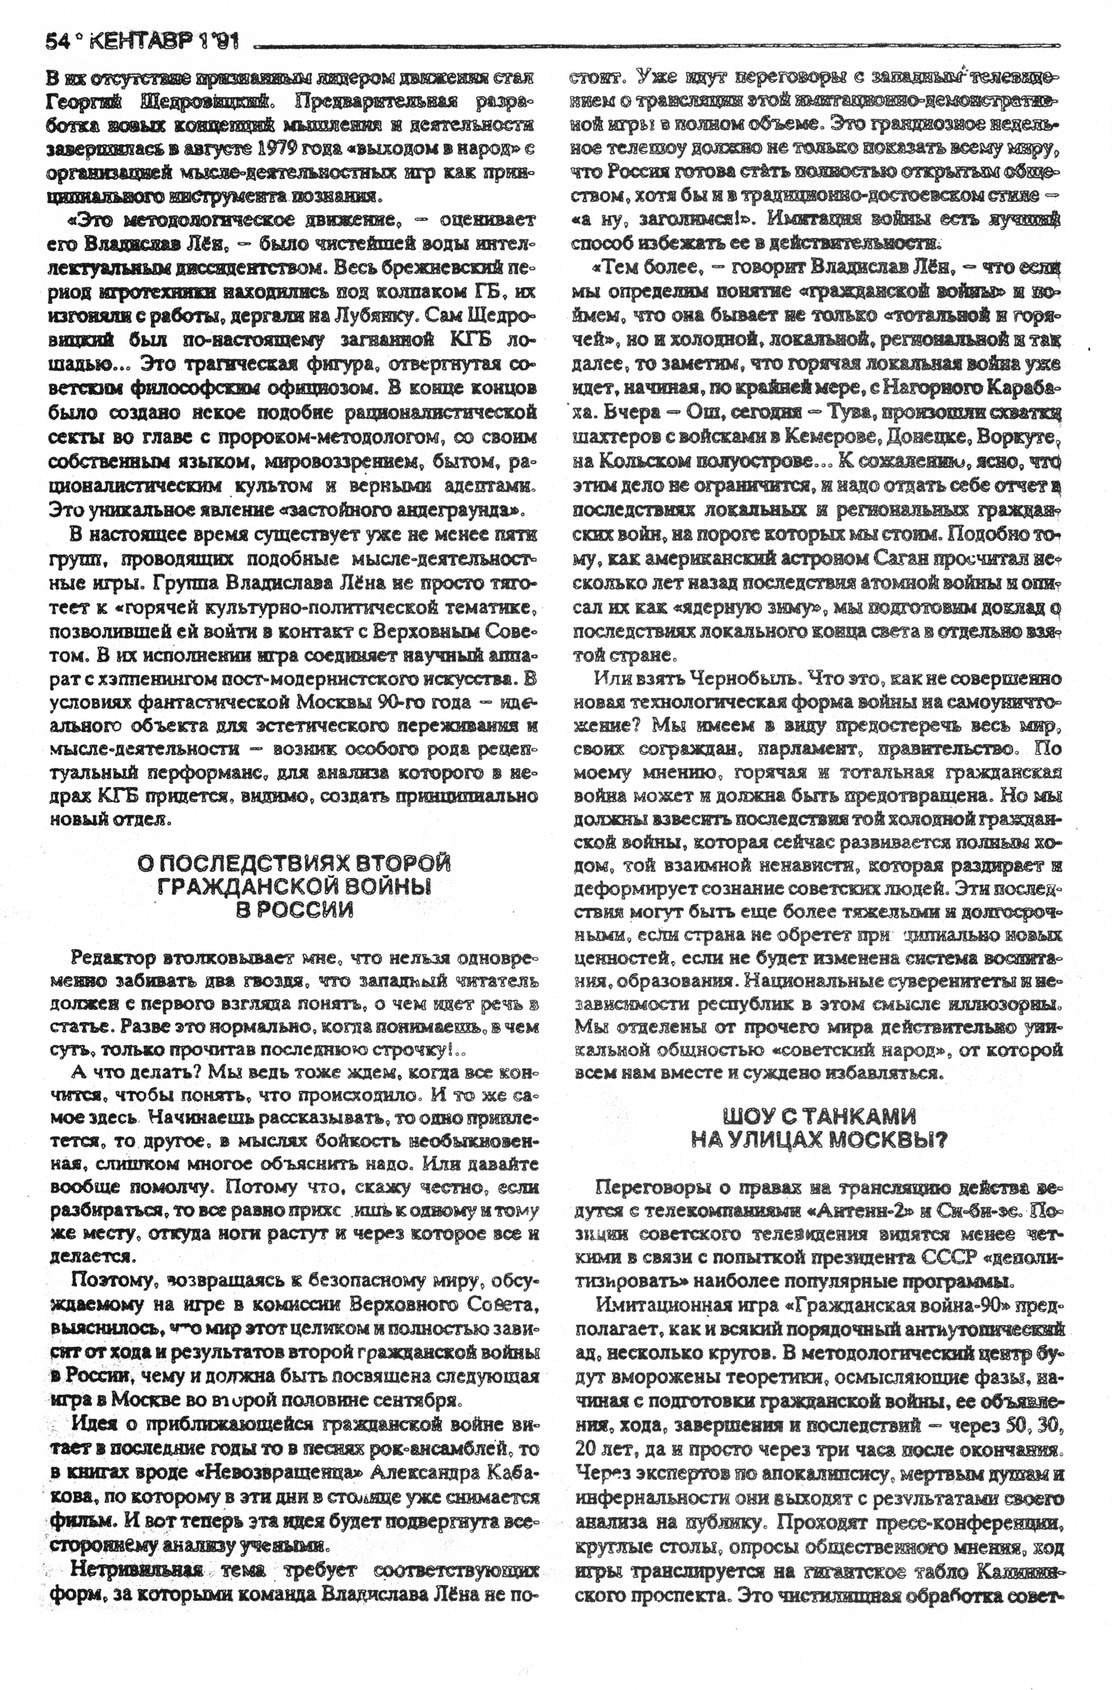 54° КЕНТАВР 1'91
В их отсутствие признанным лидером движения стал
Георгий Щедровицкий. Предварительная разра-
ботка новых концепций мышления и деятельности
завершилась в августе 1979 года «выходом в народ» с
организацией мысле-деятельностных игр как прин-
ципиального инструмента познания.
«Это методологическое движение, – оценивает
его Владислав Лён, – было чистейшей воды интел-
лектуальным диссидентством. Весь брежневский пе-
риод игротехники находились под колпаком ГБ, их
изгоняли с работы, дергали на Лубянку. Сам Щедро-
вицкий был по-настоящему загнанной КГБ ло-
шадью... Это трагическая фигура, отвергнутая со-
ветским философским официозом. В конце концов
было создано некое подобие рационалистической
секты во главе с пророком-методологом, со своим
собственным языком, мировоззрением, бытом, ра-
ционалистическим культом и верными адептами.
Это уникальное явление «застойного андеграунда».
В настоящее время существует уже не менее пяти
групп, проводящих подобные мысле-деятельност-
ные игры. Группа Владислава Лёна не просто тяго-
теет к «горячей культурно-политической тематике,
позволившей ей войти в контакт с Верховным Сове-
том. В их исполнении игра соединяет научный аппа-
рат с хэппенингом пост-модернистского искусства. В
условиях фантастической Москвы 90-го года – иде-
ального объекта для эстетического переживания и
мысле-деятельности – возник особого рода рецеп-
туальный перформанс, для анализа которого в не-
драх КГБ придется, видимо, создать принципиально
новый отдел.
О ПОСЛЕДСТВИЯХ ВТОРОЙ
ГРАЖДАНСКОЙ ВОЙНЫ
В РОССИИ
Редактор втолковывает мне, что нельзя одновре-
менно забивать два гвоздя, что западный читатель
должен с первого взгляда понять, о чем идет речь в
статье. Разве это нормально, когда понимаешь, в чем
суть, только прочитав последнюю строчку!..
А что делать? Мы ведь тоже ждем, когда все кон-
чится, чтобы понять, что происходило. И то же са-
мое здесь. Начинаешь рассказывать, то одно припле-
тется, то другое, в мыслях бойкость необыкновен-
ная, слишком многое объяснить надо. Или давайте
вообще помолчу. Потому что, скажу честно, если
разбираться, то все равно прихс ишь к одному и тому
же месту, откуда ноги растут и через которое все и
делается.
Поэтому, возвращаясь к безопасному миру, обсу-
ждаемому на игре в комиссии Верховного Совета,
выяснилось, что мир этот целиком и полностью зави-
сит от хода и результатов второй гражданской войны
в России, чему и должна быть посвящена следующая
игра в Москве во второй половине сентября.
Идея о приближающейся гражданской войне ви-
тает в последние годы то в песнях рок-ансамблей, то
в книгах вроде «Невозвращенца» Александра Каба-
кова, по которому в эти дни в столице уже снимается
фильм. И вот теперь эта идея будет подвергнута все-
стороннему анализу учеными.
Нетривиальная тема требует соответствующих
форм, за которыми команда Владислава Лёна не по-
стоит. Уже идут переговоры с западным телевиде-
нием о трансляции этой имитационно-демонстратив-
ной игры в полном объеме. Это грандиозное недель-
ное телешоу должно не только показать всему миру,
что Россия готова стать полностью открытым обще-
ством, хотя бы и в традиционно-достоевском стиле –
«а ну, заголимся!». Имитация войны есть лучший
способ избежать ее в действительности.
«Тем более, – говорит Владислав Лён, – что если
мы определим понятие «гражданской войны» и пой-
мем, что она бывает не только «тотальной и горя-
чей», но и холодной, локальной, региональной и так
далее, то заметим, что горячая локальная война уже
идет, начиная, по крайней мере, с Нагорного Караба-
ха. Вчера – Ош, сегодня – Тува, произошли схватки
шахтеров с войсками в Кемерове, Донецке, Воркуте,
на Кольском полуострове... К сожалению, ясно, что
этим дело не ограничится, и надо отдать себе отчет в
последствиях локальных и региональных граждан-
ских войн, на пороге которых мы стоим. Подобно то-
му, как американский астроном Саган просчитал не-
сколько лет назад последствия атомной войны и опи-
сал их как «ядерную зиму», мы подготовим доклад о
последствиях локального конца света в отдельно взя-
той стране.
Или взять Чернобыль. Что это, как не совершенно
новая технологическая форма войны на самоуничто-
жение? Мы имеем в виду предостеречь весь мир,
своих сограждан, парламент, правительство. По
моему мнению, горячая и тотальная гражданская
война может и должна быть предотвращена. Но мы
должны взвесить последствия той холодной граждан-
ской войны, которая сейчас развивается полным хо-
дом, той взаимной ненависти, которая раздирает и
деформирует сознание советских людей. Эти послед-
ствия могут быть еще более тяжелыми и долгосроч-
ными, если страна не обретет при ципиально новых
ценностей, если не будет изменена система воспита-
ния, образования. Национальные суверенитеты и не-
зависимости республик в этом смысле иллюзорны.
Мы отделены от прочего мира действительно уни-
кальной общностью «советский народ», от которой
всем нам вместе и суждено избавляться.
ШОУ С ТАНКАМИ
НА УЛИЦАХ МОСКВЫ?
Переговоры о правах на трансляцию действа ве-
дутся с телекомпаниями «Антенн-2» и Си-би-эс. По-
зиции советского телевидения видятся менее чет-
кими в связи с попыткой президента СССР «деполи-
тизировать» наиболее популярные программы.
Имитационная игра «Гражданская война-90» пред-
полагает, как и всякий порядочный антиутопический
ад, несколько кругов. В методологический центр бу-
дут вморожены теоретики, осмысляющие фазы, на-
чиная с подготовки гражданской войны, ее объявле-
ния, хода, завершения и последствий – через 50, 30,
20 лет, да и просто через три часа после окончания.
Через экспертов по апокалипсису, мертвым душам и
инфернальности они выходят с результатами своего
анализа на публику. Проходят пресс-конференции,
круглые столы, опросы общественного мнения, ход
игры транслируется на гигантское табло Калинин-
ского проспекта. Это чистилищная обработка совет-